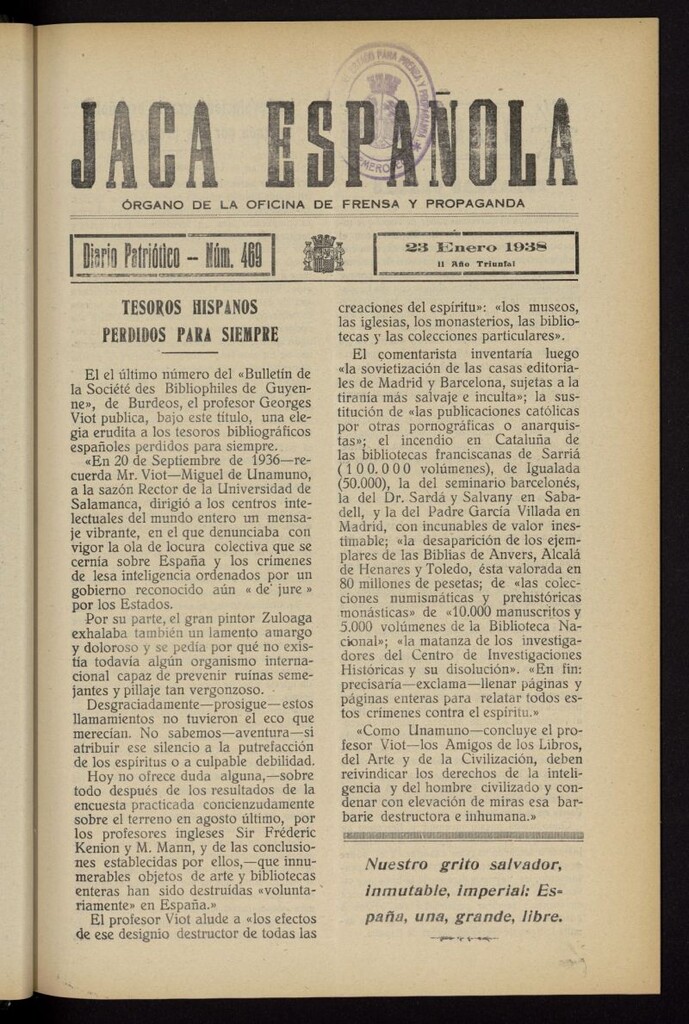 JACA ESPAÑOLA
ÓRGANO DE LA OFICINA DE FRENSA Y PROPAGANDA
Diario Patriótico — Núm. 469
23 Enero 1938
II Año Triunfal
TESOROS HISPANOS
PERDIDOS PARA SIEMPRE
El el último número del «Bulletín de
la Société des Bibliophiles de Guyen-
ne», de Burdeos, el profesor Georges
Viot publica, bajo este título, una ele-
gia erudita a los tesoros bibliográficos
españoles perdidos para siempre.
«En 20 de Septiembre de 1936—re-
cuerda Mr. Viot—Miguel de Unamuno,
a la sazón Rector de la Universidad de
Salamanca, dirigió a los centros inte-
lectuales del mundo entero un mensa-
je vibrante, en el que denunciaba con
vigor la ola de locura colectiva que se
cernía sobre España y los crímenes
de lesa inteligencia ordenados por un
gobierno reconocido aún «de jure»
por los Estados.
Por su parte, el gran pintor Zuloaga
exhalaba también un lamento amargo
y doloroso y se pedía por qué no exis-
tía todavía algún organismo interna-
cional capaz de prevenir ruínas seme-
jantes y pillaje tan vergonzoso.
Desgraciadamente—prosigue—estos
llamamientos no tuvieron el eco que
merecían. No sabemos—aventura—si
atribuir ese silencio a la putrefacción
de los espíritus o a culpable debilidad.
Hoy no ofrece duda alguna,—sobre
todo después de los resultados de la
encuesta practicada concienzudamente
sobre el terreno en agosto último, por
los profesores ingleses Sir Fréderic
Kenion y M. Mann, y de las conclusio-
nes establecidas por ellos,—que innu-
merables objetos de arte y bibliotecas
enteras han sido destruídas «volunta-
riamente» en España.»
El profesor Viot alude a «los efectos
de ese designio destructor de todas las
creaciones del espíritu»: «los museos,
las iglesias, los monasterios, las biblio-
tecas y las colecciones particulares».
El comentarista inventaría luego
«la sovietización de las casas editoria-
les de Madrid y Barcelona, sujetas a la
tiranía más salvaje e inculta»; la sus-
titución de «las publicaciones católicas
por otras pornográficas o anarquis-
tas»; el incendio en Cataluña de
las bibliotecas franciscanas de Sarriá
(100.000 volúmenes), de Igualada
(50.000), la del seminario barcelonés,
la del Dr. Sardá y Salvany en Saba-
dell, y la del Padre García Villada en
Madrid, con incunables de valor ines-
timable; «la desaparición de los ejem-
plares de las Biblias de Anvers, Alcalá
de Henares y Toledo, ésta valorada en
80 millones de pesetas; de «las colec-
ciones numismáticas y prehstóricas
monásticas» de «10.000 manuscritos y
5.000 volúmenes de la Biblioteca Na-
cional»; «la matanza de los investiga-
dores del Centro de Investigaciones
Históricas y su disolución». «En fin:
precisaría—exclama—llenar páginas y
páginas enteras para relatar todos es-
tos crímenes contra el espíritu.»
«Como Unamuno—concluye el pro-
fesor Viot—los Amigos de los Libros,
del Arte y de la Civilización, deben
reivindicir los derechos de la inteli-
gencia y del hombre civilizado y con-
denar con elevación de miras esa bar-
barie destructora e inhumana.»
Nuestro grito salvador,
inmutable, imperial: Es-
paña, una, grande, libre.